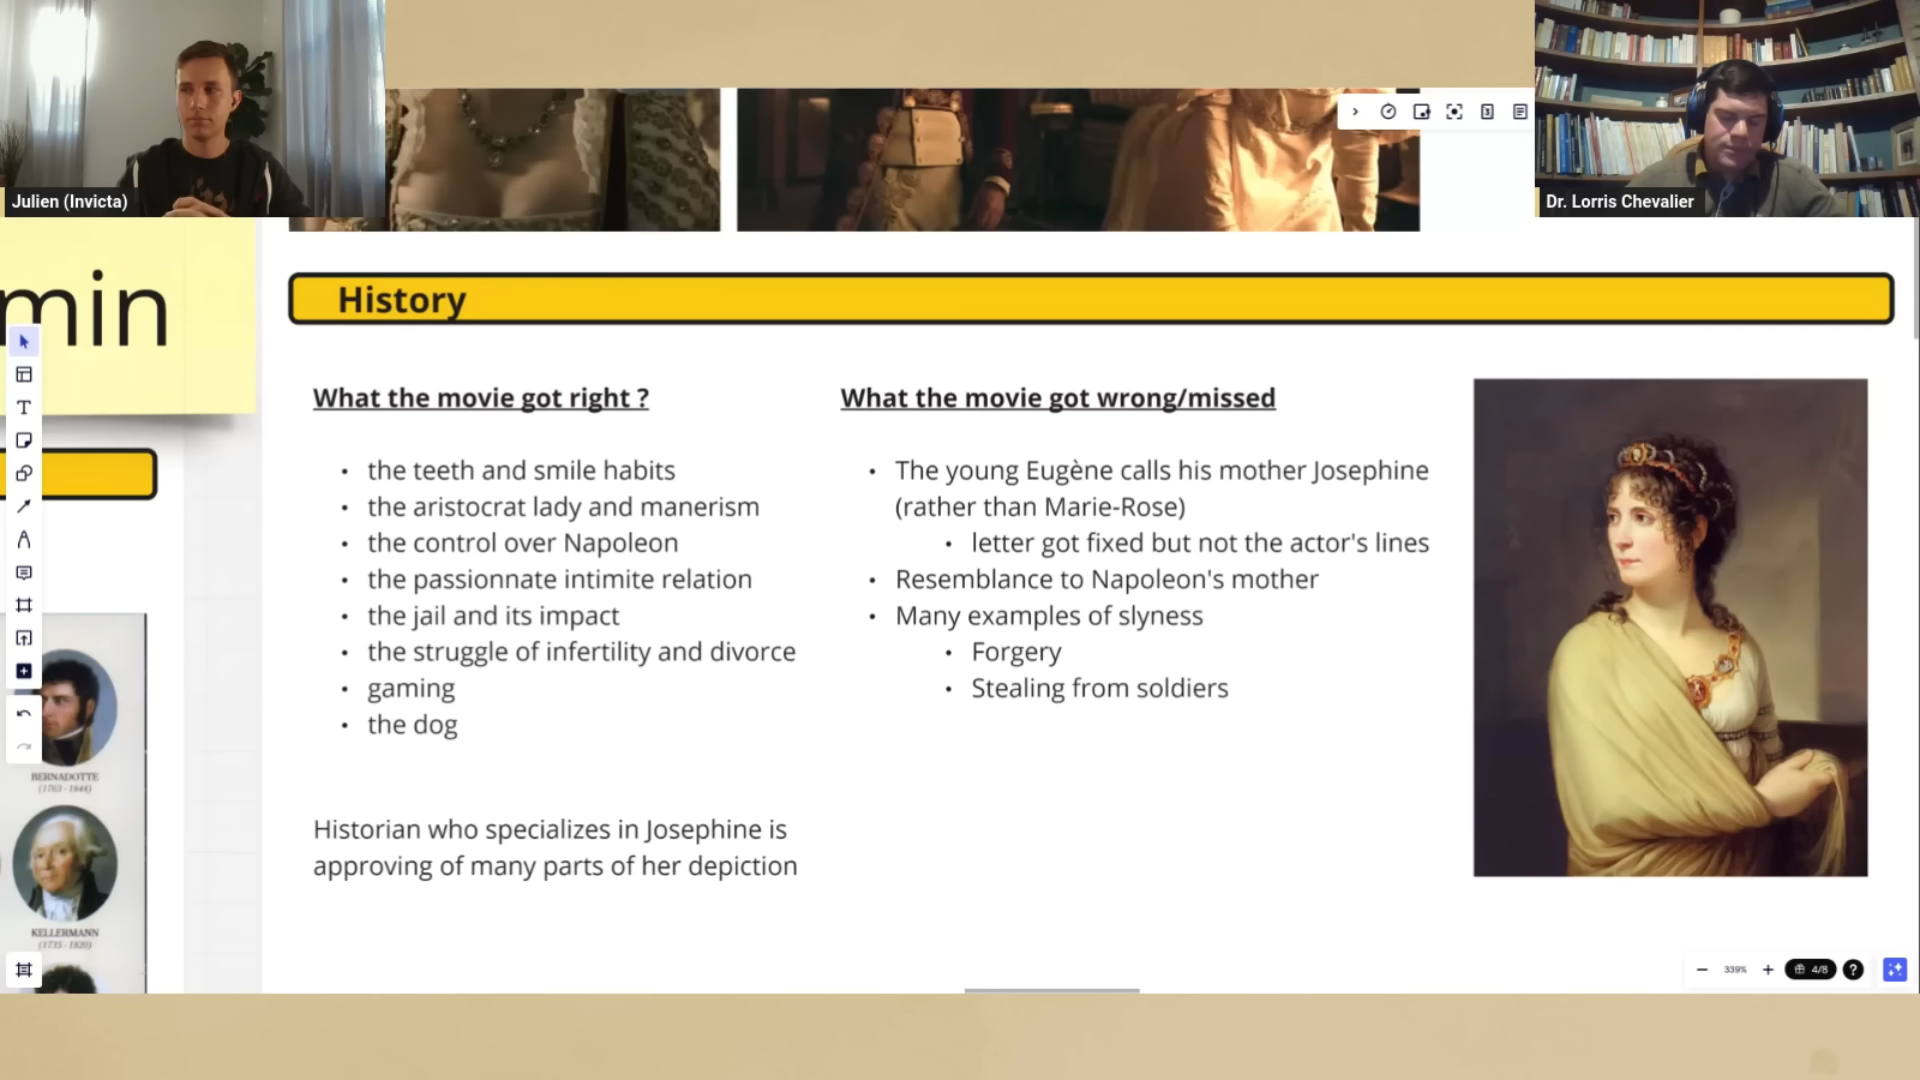 Julien (Invicta)
Dr. Lorris Chevalier
min
History
What the movie got right ?
• the teeth and smile habits
• the aristocrat lady and manerism
• the control over Napoleon
• the passionnate intimite relation
• the jail and its impact
• the struggle of infertility and divorce
• gaming
• the dog
Historian who specializes in Josephine is
approving of many parts of her depiction
What the movie got wrong/missed
• The young Eugène calls his mother Josephine
(rather than Marie-Rose)
• letter got fixed but not the actor's lines
• Resemblance to Napoleon's mother
• Many examples of slyness
• Forgery
• Stealing from soldiers
BERNADOTTE
(1763 - 1844)
KELLERMANN
(1735 - 1820)
339%
4/8